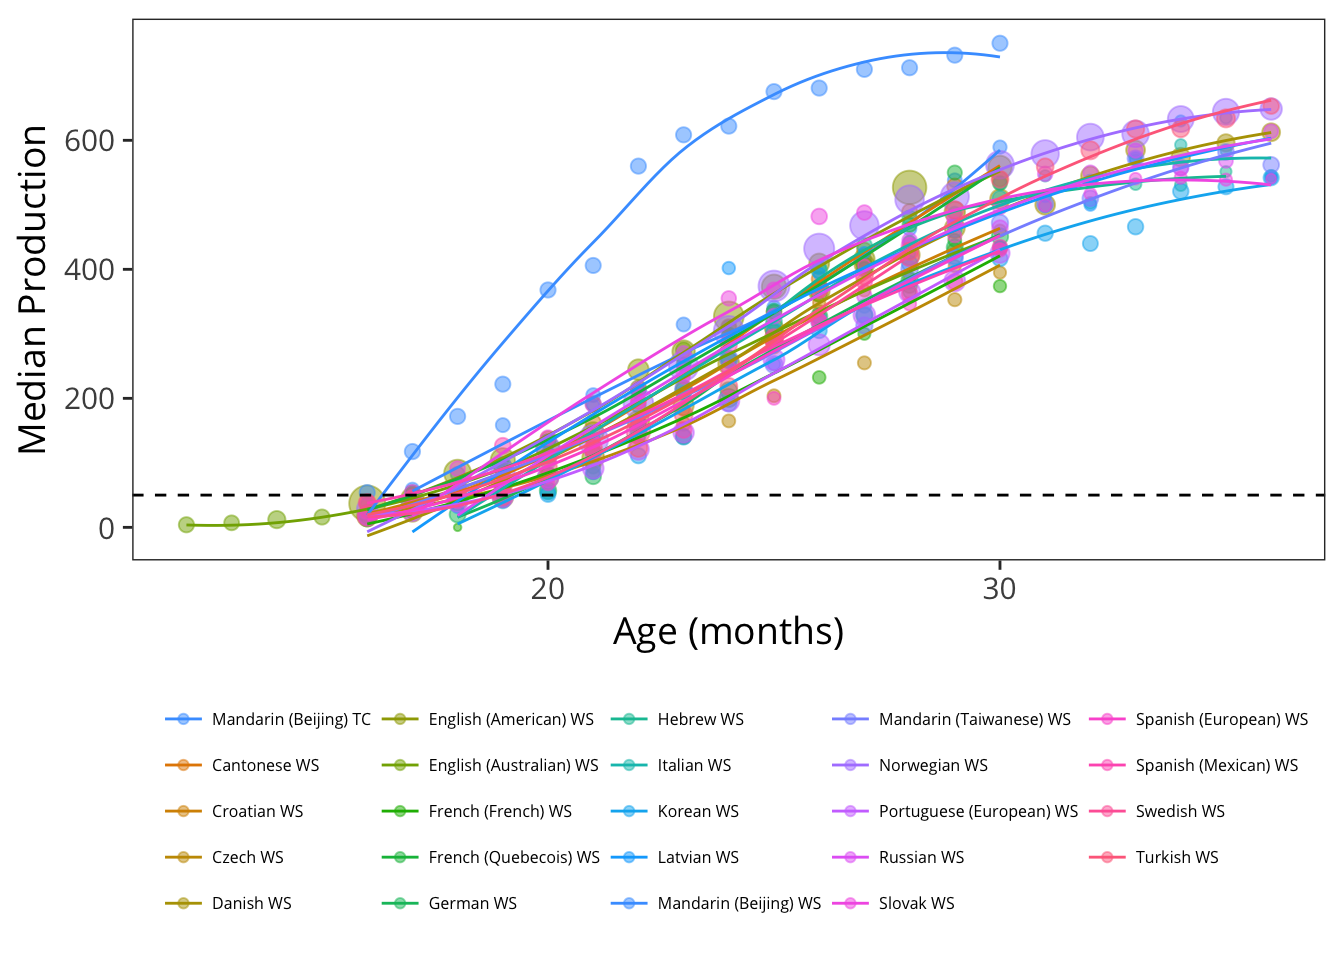 600
400
200
0
Median Production
20 30
Age (months)
Mandarin (Beijing) TC English (American) WS Hebrew WS Mandarin (Taiwanese) WS Spanish (European) WS
Cantonese WS English (Australian) WS Italian WS Norwegian WS Spanish (Mexican) WS
Croatian WS French (French) WS Korean WS Portuguese (European) WS Swedish WS
Czech WS French (Quebecois) WS Latvian WS Russian WS Turkish WS
Danish WS German WS Mandarin (Beijing) WS Slovak WS